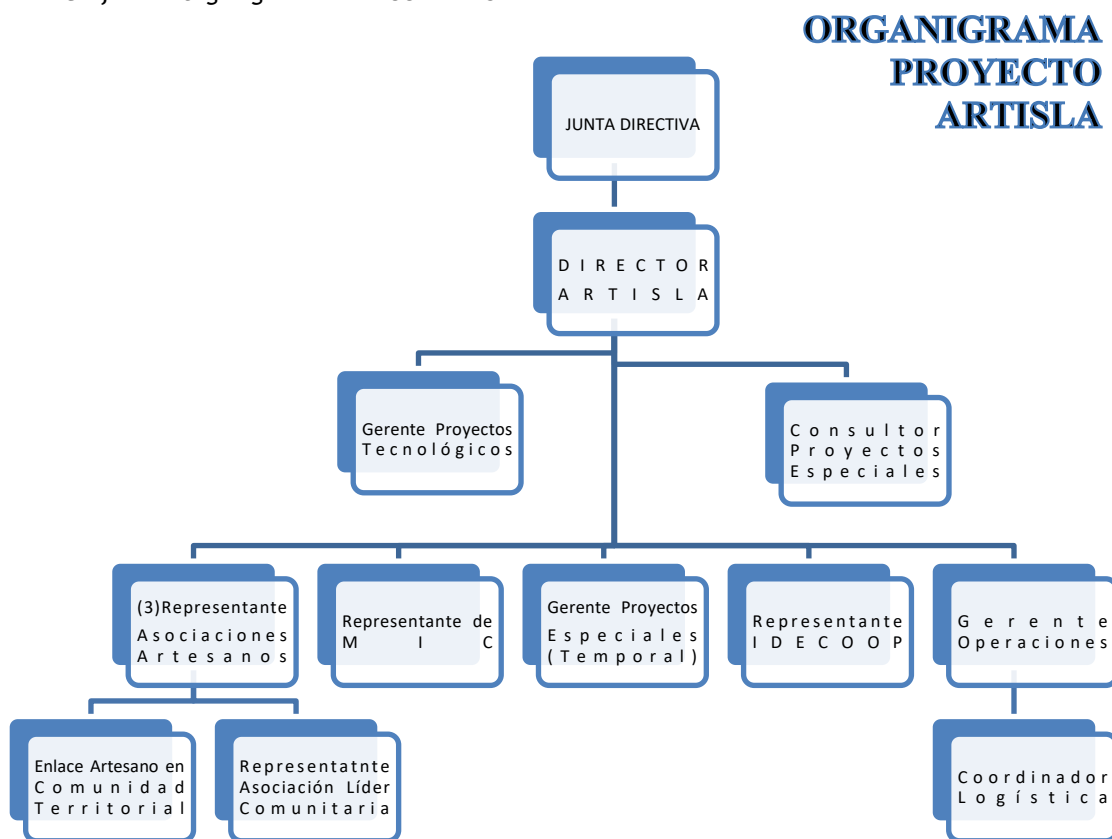 ORGANIGRAMA
PROYECTO
ARTISLA
JUNTA DIRECTIVA
DIRECTOR
ARTISLA
Gerente Proyectos
Tecnológicos
Consultor
Proyectos
Especiales
(3)Representante
Asociaciones
Artesanos
Representante de
MIC
Gerente Proyectos
Especiales
(Temporal)
Representante
IDECOOP
Gerente
Operaciones
Enlace Artesano en
Comunidad
Territorial
Representatnte
Asociación Líder
Comunitaria
Coordinador
Logística